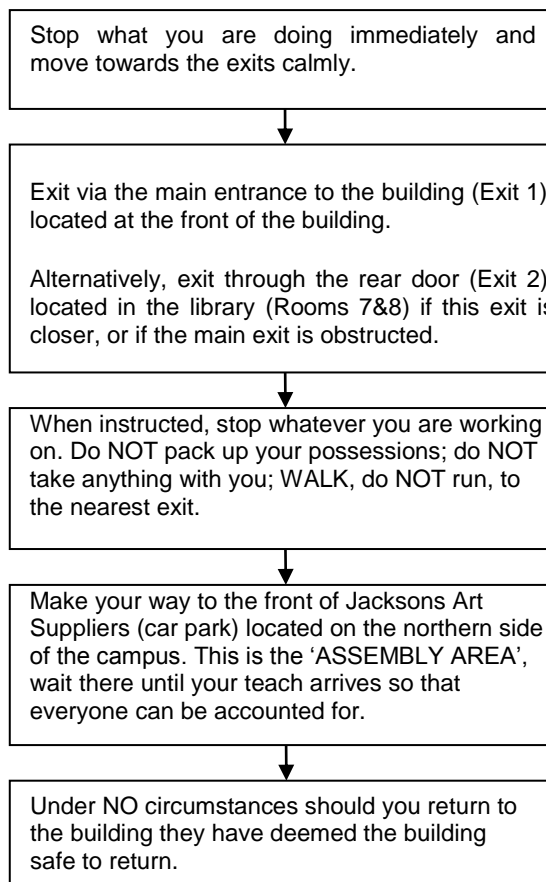 Stop what you are doing immediately and
move towards the exits calmly.
Exit via the main entrance to the building (Exit 1)
located at the front of the building.
Alternatively, exit through the rear door (Exit 2)
located in the library (Rooms 7&8) if this exit is
closer, or if the main exit is obstructed.
When instructed, stop whatever you are working
on. Do NOT pack up your possessions; do NOT
take anything with you; WALK, do NOT run, to
the nearest exit.
Make your way to the front of Jacksons Art
Suppliers (car park) located on the northern side
of the campus. This is the ‘ASSEMBLY AREA’,
wait there until your teach arrives so that
everyone can be accounted for.
Under NO circumstances should you return to
the building they have deemed the building
safe to return.